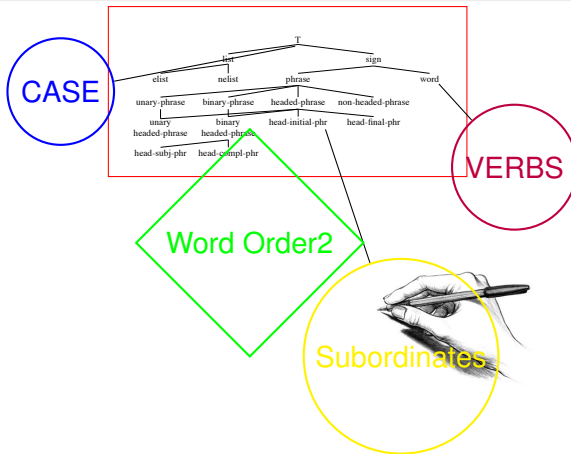 T
list sign
elist nelist phrase word
CASE
unary-phrase binary-phrase headed-phrase non-headed-phrase
unary binary head-initial-phr head-final-phr
headed-phrase headed-phrase
head-subj-phr head-compl-phr
VERBS
Word Order2
Subordinates